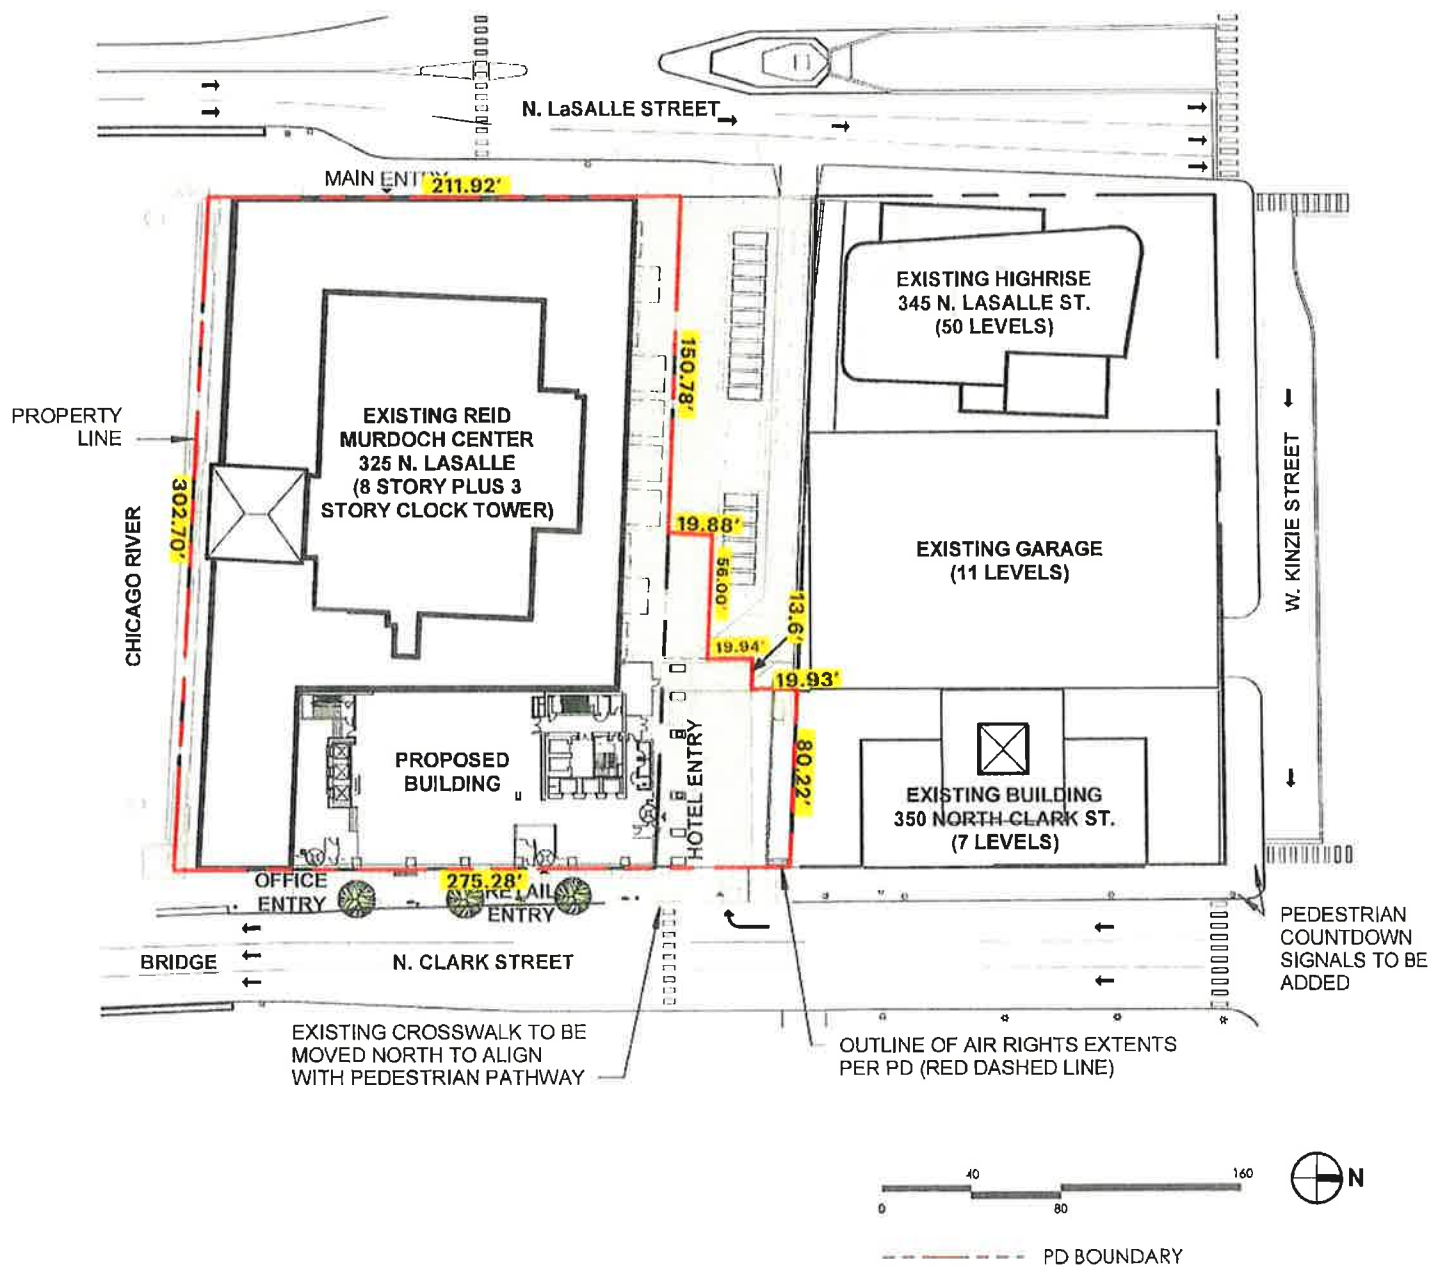 N. LaSALLE STREET
MAIN ENTRY
211.92'
EXISTING HIGHRISE
345 N. LASALLE ST.
(50 LEVELS)
150.78'
PROPERTY
LINE
EXISTING REID
MURDOCH CENTER
325 N. LASALLE
(8 STORY PLUS 3
STORY CLOCK TOWER)
302.70'
CHICAGO RIVER
19.88'
56.00'
13.6'
19.94'
19.93'
EXISTING GARAGE
(11 LEVELS)
W. KINZIE STREET
PROPOSED
BUILDING
HOTEL ENTRY
80.22'
EXISTING BUILDING
350 NORTH CLARK ST.
(7 LEVELS)
OFFICE
ENTRY
275.28'
RETAIL
ENTRY
BRIDGE
N. CLARK STREET
PEDESTRIAN
COUNTDOWN
SIGNALS TO BE
ADDED
EXISTING CROSSWALK TO BE
MOVED NORTH TO ALIGN
WITH PEDESTRIAN PATHWAY
OUTLINE OF AIR RIGHTS EXTENTS
PER PD (RED DASHED LINE)
40
160
0
80
N
PD BOUNDARY